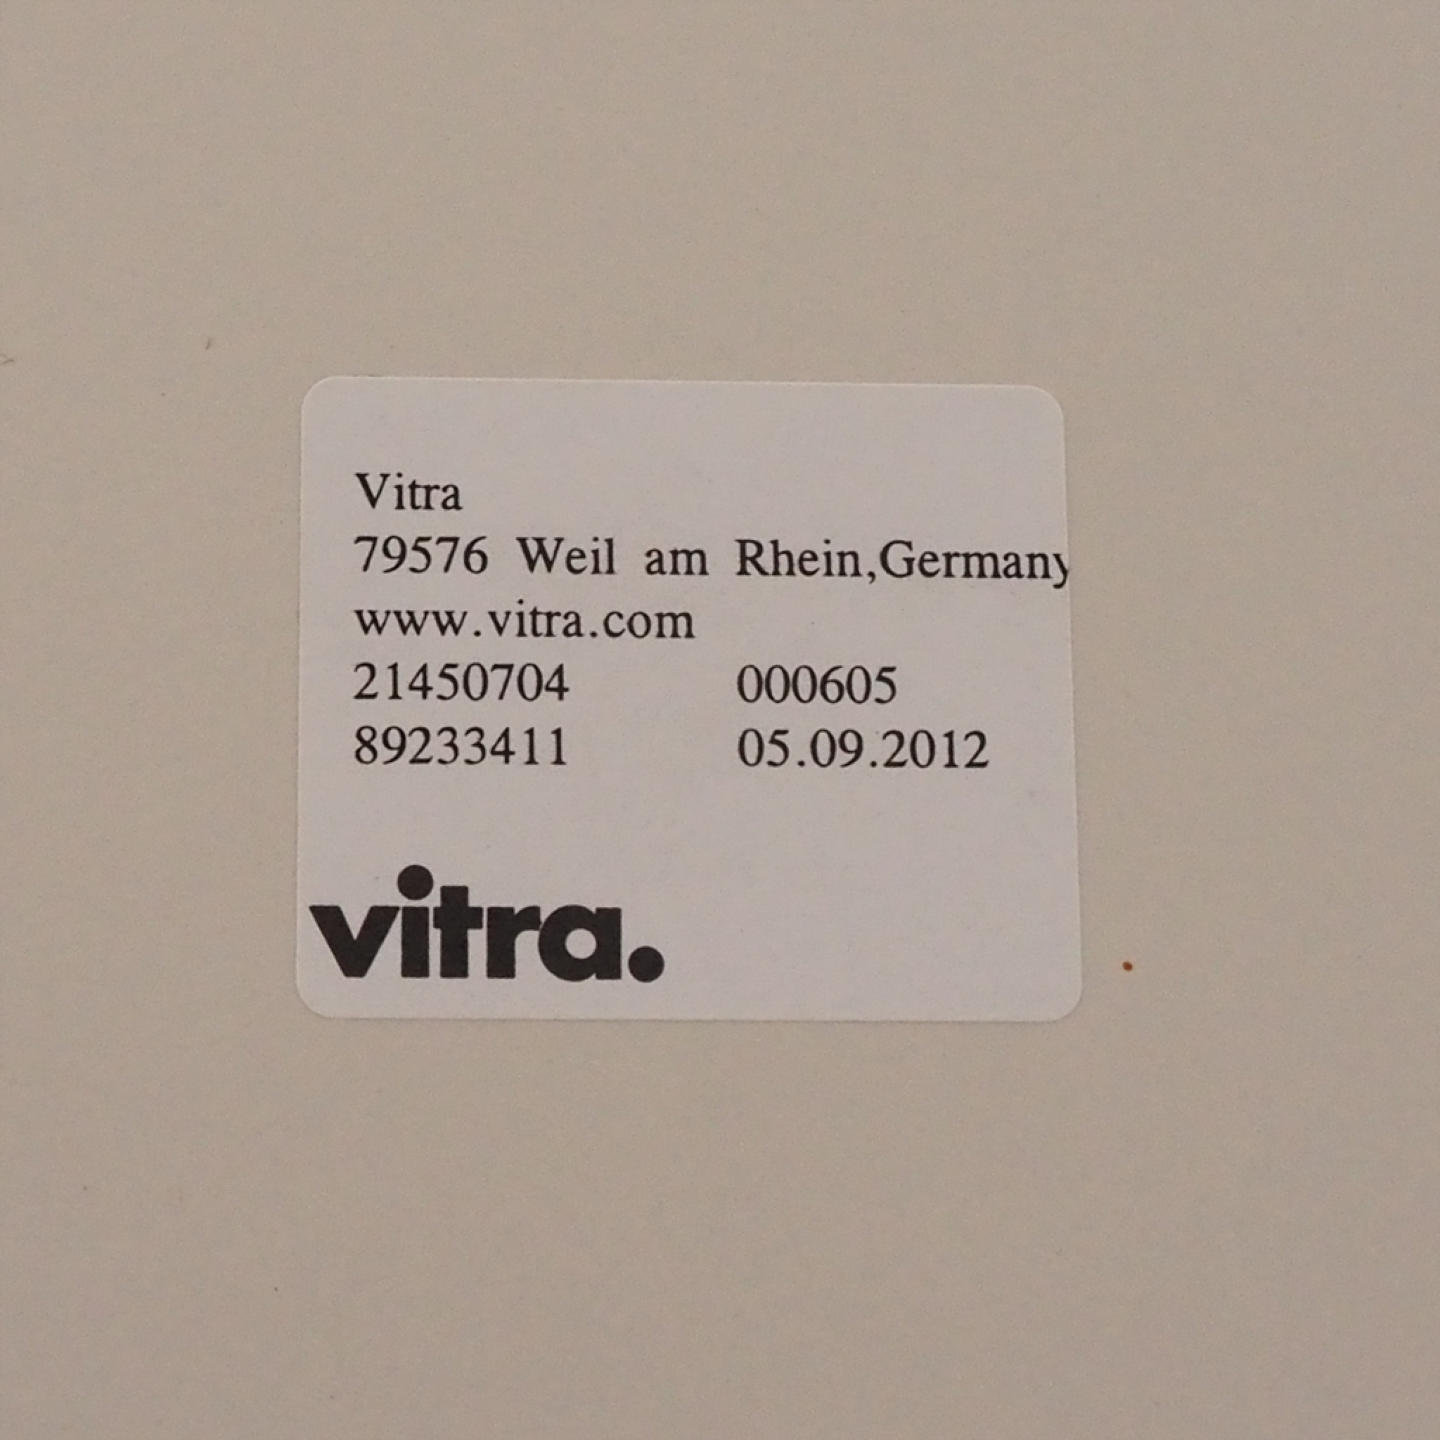 Vitra
79576 Weil am Rhein,Germany
www.vitra.com
21450704 000605
89233411 05.09.2012
vitra.